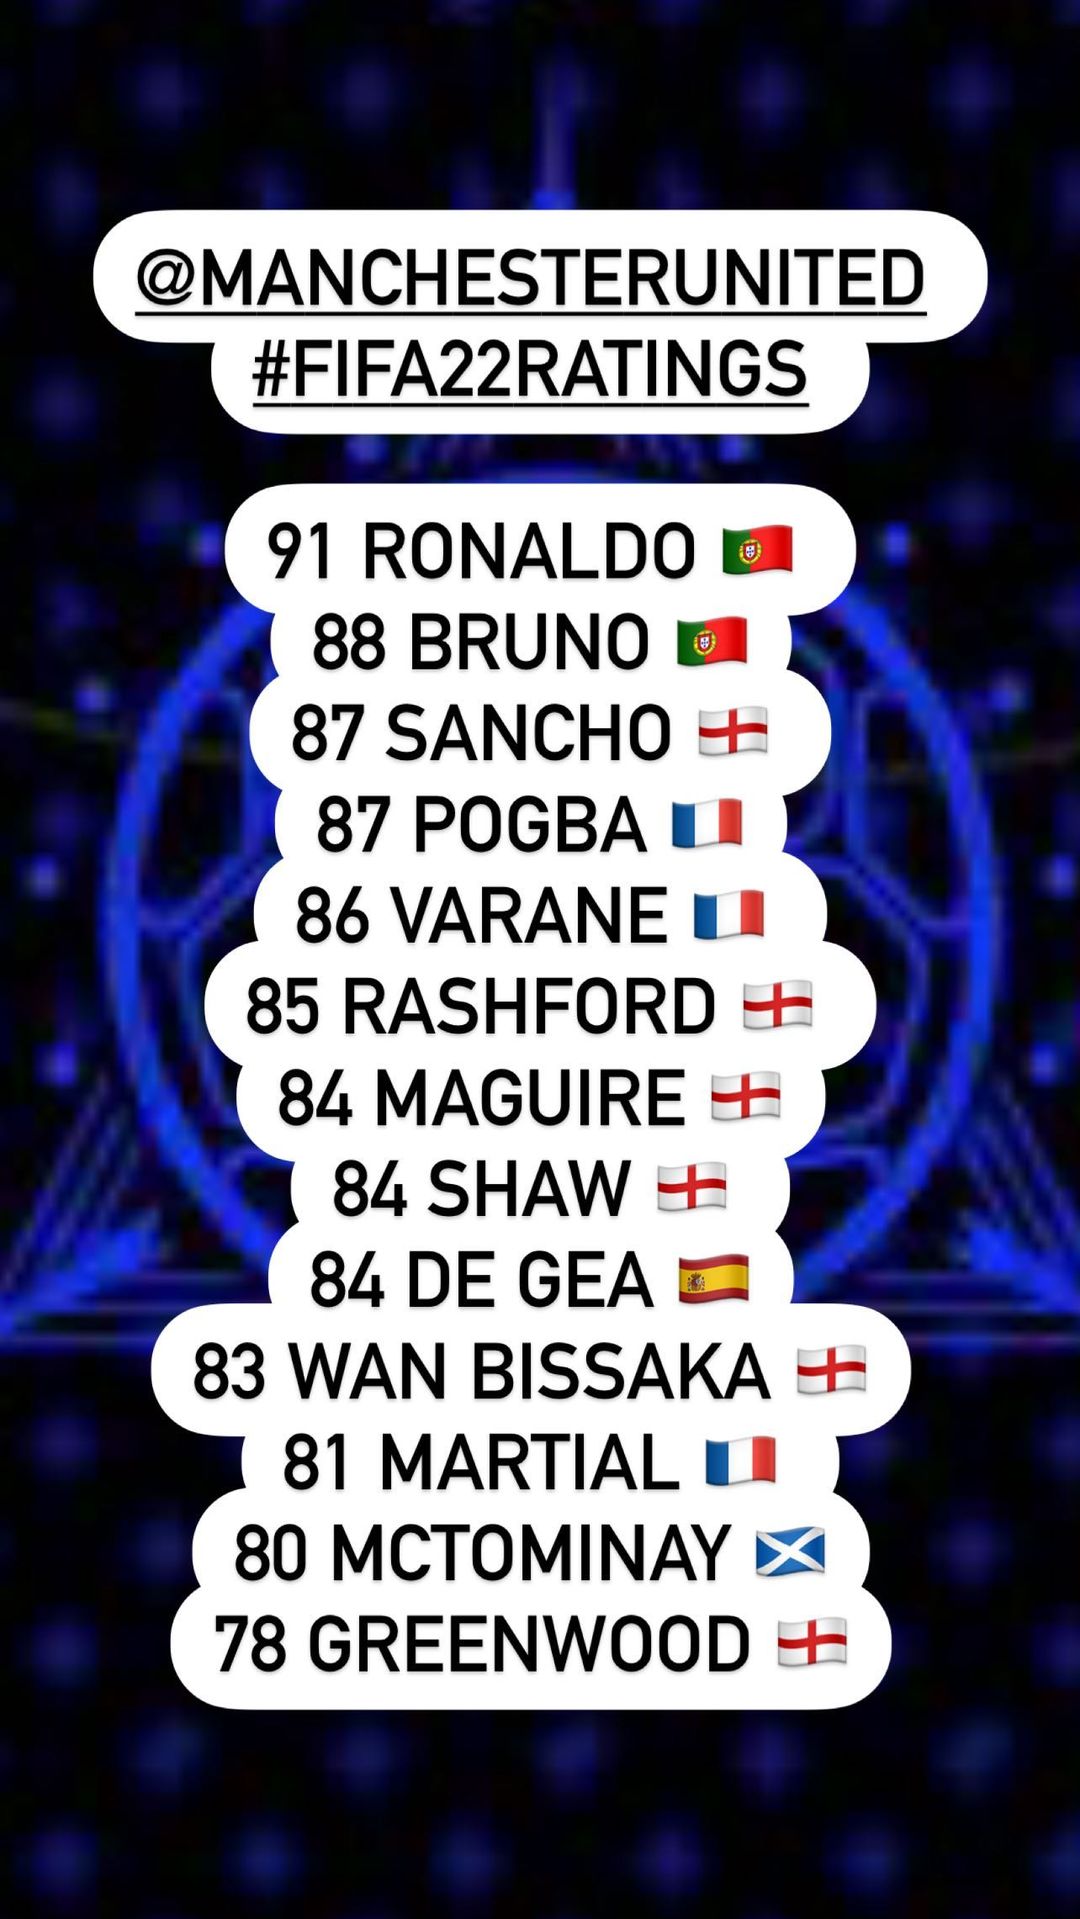 @MANCHESTERUNITED
#FIFA22RATINGS
91 RONALDO 🇵🇹
88 BRUNO 🇵🇹
87 SANCHO 🏴󠁧󠁢󠁥󠁮󠁧󠁿
87 POGBA 🇫🇷
86 VARANE 🇫🇷
85 RASHFORD 🏴󠁧󠁢󠁥󠁮󠁧󠁿
84 MAGUIRE 🏴󠁧󠁢󠁥󠁮󠁧󠁿
84 SHAW 🏴󠁧󠁢󠁥󠁮󠁧󠁿
84 DE GEA 🇪🇸
83 WAN BISSAKA 🏴󠁧󠁢󠁥󠁮󠁧󠁿
81 MARTIAL 🇫🇷
80 MCTOMINAY 🏴󠁧󠁢󠁳󠁣󠁴󠁿
78 GREENWOOD 🏴󠁧󠁢󠁥󠁮󠁧󠁿